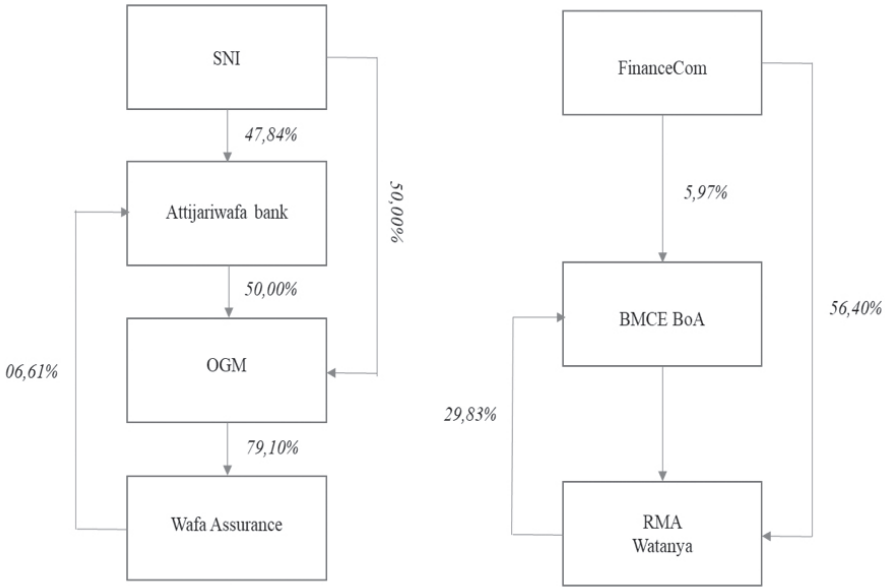 SNI
47,84%
Attijariwafa bank
50,00%
50,00%
OGM
06,61%
79,10%
Wafa Assurance
FinanceCom
5,97%
BMCE BoA
56,40%
29,83%
RMA
Watanya